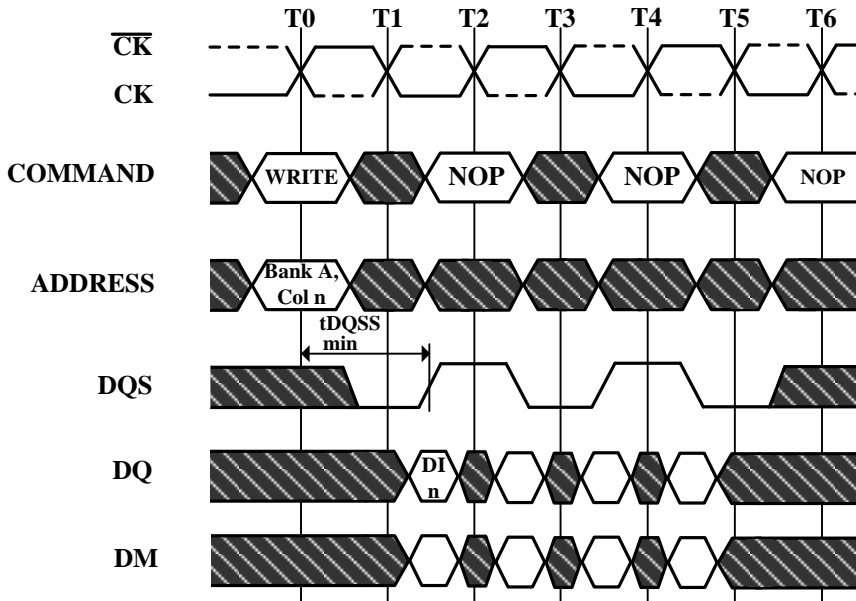 T0 T1 T2 T3 T4 T5 T6
CK
CK
COMMAND
WRITE NOP NOP NOP
ADDRESS
Bank A,
Col n
tDQSS
min
DQS
DQ
DI
n
DM